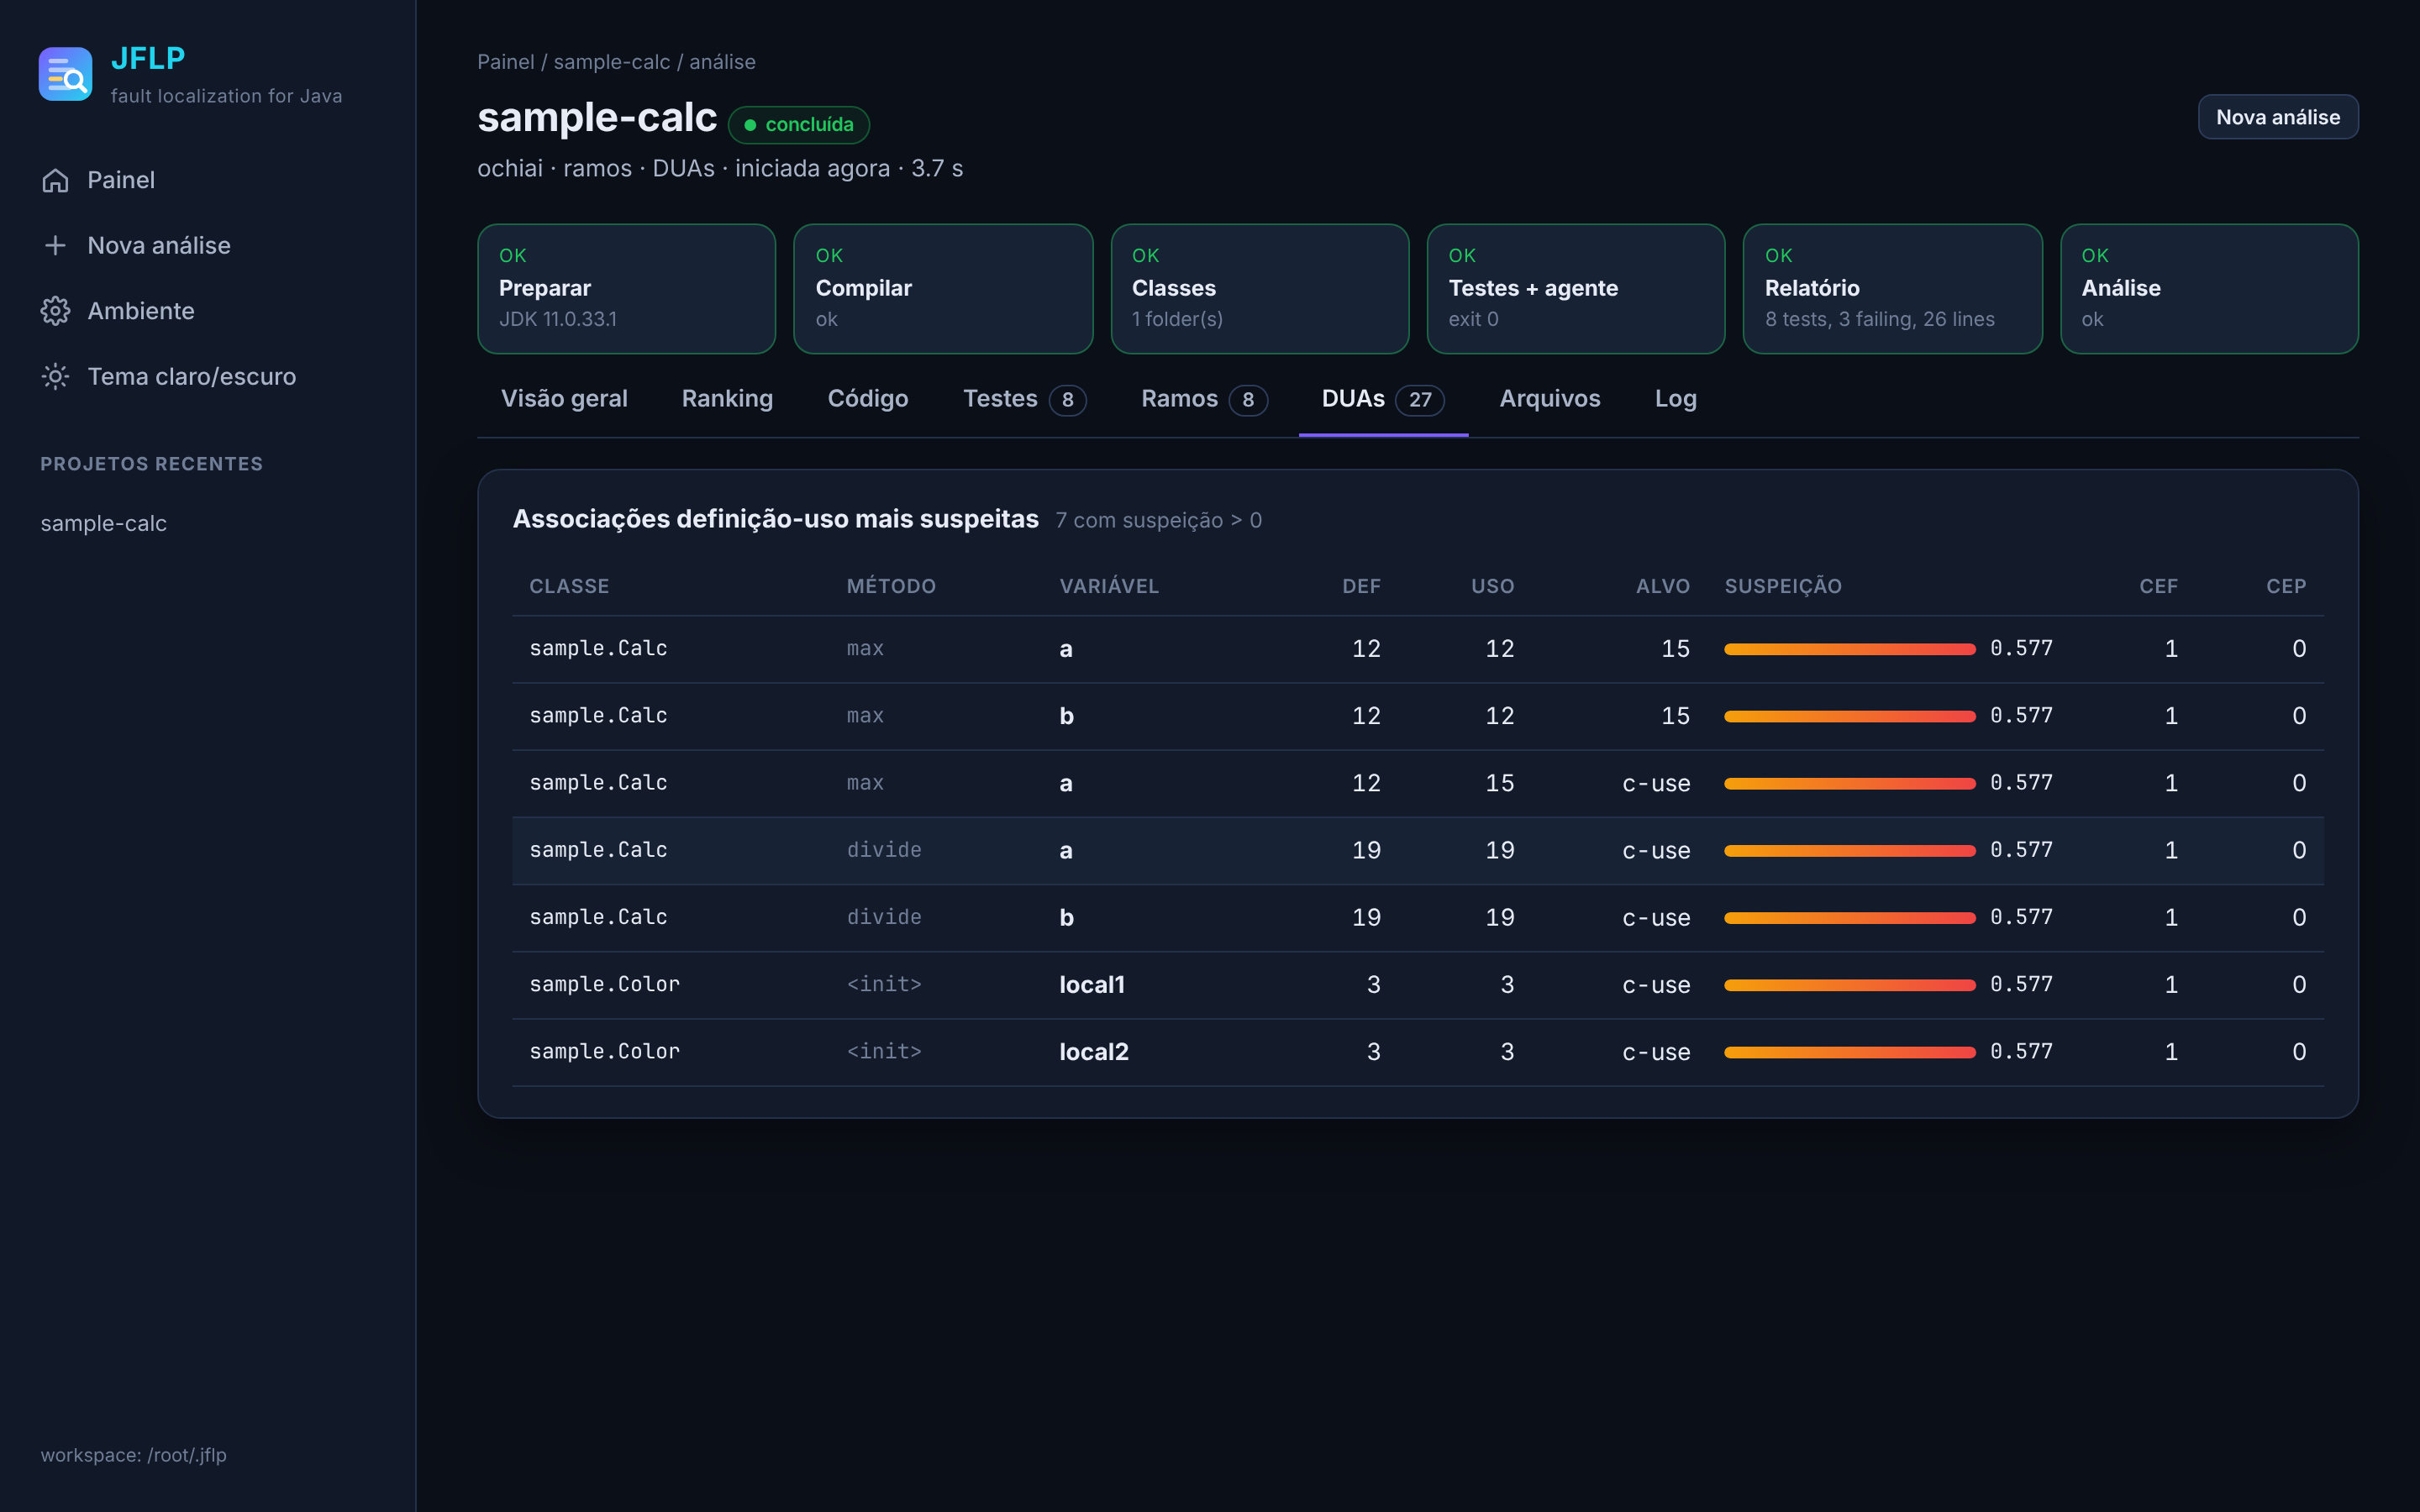 JFLP
fault localization for Java
Painel
Nova análise
Ambiente
Tema claro/escuro
PROJETOS RECENTES
sample-calc
workspace: /root/.jflp
Painel / sample-calc / análise
sample-calc concluída
Nova análise
ochiai · ramos · DUAs · iniciada agora · 3.7 s
OK
Preparar
JDK 11.0.33.1
OK
Compilar
ok
OK
Classes
1 folder(s)
OK
Testes + agente
exit 0
OK
Relatório
8 tests, 3 failing, 26 lines
OK
Análise
ok
Visão geral Ranking Código Testes 8 Ramos 8 DUAs 27 Arquivos Log
Associações definição-uso mais suspeitas 7 com suspeição > 0
CLASSE MÉTODO VARIÁVEL DEF USO ALVO SUSPEIÇÃO CEF CEP
sample.Calc max a 12 12 15 0.577 1 0
sample.Calc max b 12 12 15 0.577 1 0
sample.Calc max a 12 15 c-use 0.577 1 0
sample.Calc divide a 19 19 c-use 0.577 1 0
sample.Calc divide b 19 19 c-use 0.577 1 0
sample.Color <init> local1 3 3 c-use 0.577 1 0
sample.Color <init> local2 3 3 c-use 0.577 1 0